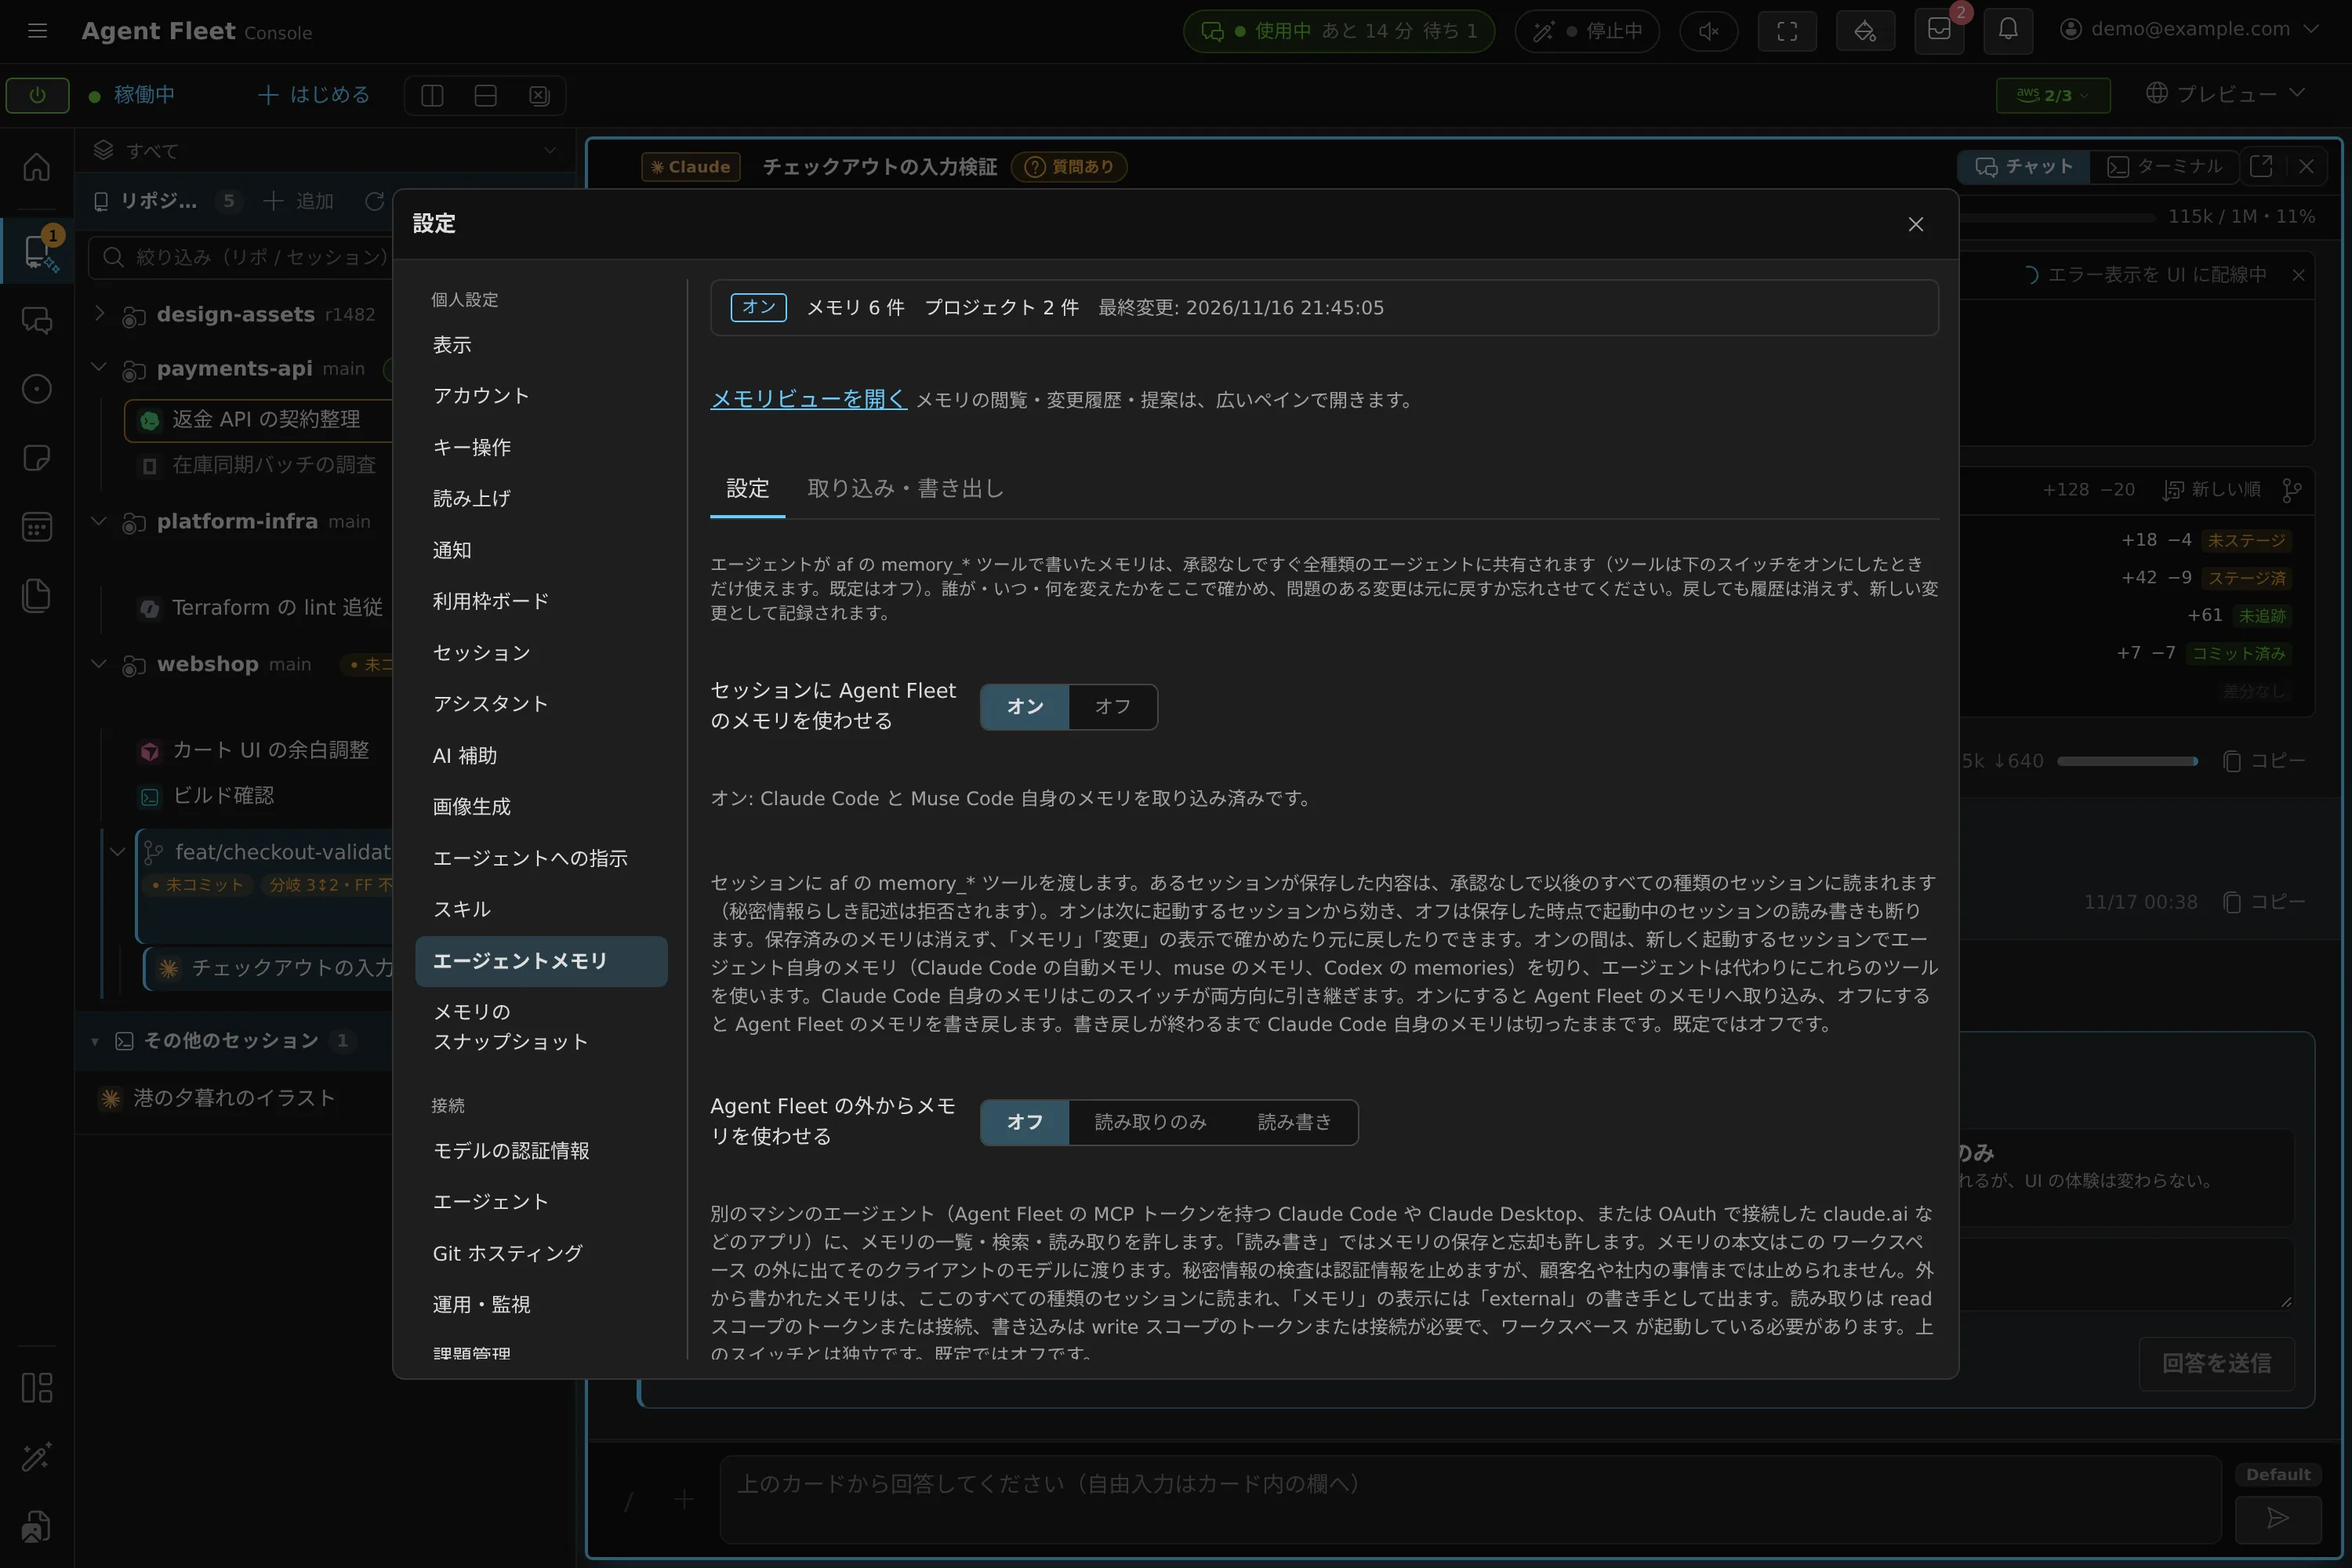 Agent Fleet Console
使用中 あと 14 分 待ち 1
停止中
2
demo@example.com
稼働中
はじめる
aws 2/3
プレビュー
すべて
Claude
チェックアウトの入力検証
質問あり
チャット
ターミナル
リポジ… 5 追加
115k / 1M・11%
1
絞り込み（リポ / セッション）
エラー表示を UI に配線中
design-assets r1482
payments-api main
返金 API の契約整理
在庫同期バッチの調査
platform-infra main
Terraform の lint 追従
webshop main
カート UI の余白調整
ビルド確認
feat/checkout-validat
未コミット 分岐 3↕2・FF 不
チェックアウトの入力
その他のセッション 1
港の夕暮れのイラスト
設定
個人設定
表示
アカウント
キー操作
読み上げ
通知
利用枠ボード
セッション
アシスタント
AI 補助
画像生成
エージェントへの指示
スキル
エージェントメモリ
メモリの
スナップショット
接続
モデルの認証情報
エージェント
Git ホスティング
運用・監視
課題管理
オン メモリ 6 件 プロジェクト 2 件 最終変更: 2026/11/16 21:45:05
メモリビューを開く メモリの閲覧・変更履歴・提案は、広いペインで開きます。
設定 取り込み・書き出し
エージェントが af の memory_* ツールで書いたメモリは、承認なしですぐ全種類のエージェントに共有されます（ツールは下のスイッチをオンにしたとき
だけ使えます。既定はオフ）。誰が・いつ・何を変えたかをここで確かめ、問題のある変更は元に戻すか忘れさせてください。戻しても履歴は消えず、新しい変
更として記録されます。
セッションに Agent Fleet
のメモリを使わせる
オン オフ
オン: Claude Code と Muse Code 自身のメモリを取り込み済みです。
セッションに af の memory_* ツールを渡します。あるセッションが保存した内容は、承認なしで以後のすべての種類のセッションに読まれます
（秘密情報らしき記述は拒否されます）。オンは次に起動するセッションから効き、オフは保存した時点で起動中のセッションの読み書きも断り
ます。保存済みのメモリは消えず、「メモリ」「変更」の表示で確かめたり元に戻したりできます。オンの間は、新しく起動するセッションでエー
ジェント自身のメモリ（Claude Code の自動メモリ、muse のメモリ、Codex の memories）を切り、エージェントは代わりにこれらのツール
を使います。Claude Code 自身のメモリはこのスイッチが両方向に引き継ぎます。オンにすると Agent Fleet のメモリへ取り込み、オフにする
と Agent Fleet のメモリを書き戻します。書き戻しが終わるまで Claude Code 自身のメモリは切ったままです。既定ではオフです。
Agent Fleet の外からメモ
リを使わせる
オフ 読み取りのみ 読み書き
別のマシンのエージェント（Agent Fleet の MCP トークンを持つ Claude Code や Claude Desktop、または OAuth で接続した claude.ai な
どのアプリ）に、メモリの一覧・検索・読み取りを許します。「読み書き」ではメモリの保存と忘却も許します。メモリの本文はこの ワークスペ
ース の外に出てそのクライアントのモデルに渡ります。秘密情報の検査は認証情報を止めますが、顧客名や社内の事情までは止められません。外
から書かれたメモリは、ここのすべての種類のセッションに読まれ、「メモリ」の表示には「external」の書き手として出ます。読み取りは read
スコープのトークンまたは接続、書き込みは write スコープのトークンまたは接続が必要で、ワークスペース が起動している必要があります。上
のスイッチとは独立です。既定ではオフです。
+128 −20 新しい順
+18 −4 未ステージ
+42 −9 ステージ済
+61 未追跡
+7 −7 コミット済み
差分なし
5k ↓640 コピー
11/17 00:38 コピー
のみ
れるが、UI の体験は変わらない。
回答を送信
/ + 上のカードから回答してください（自由入力はカード内の欄へ）
Default